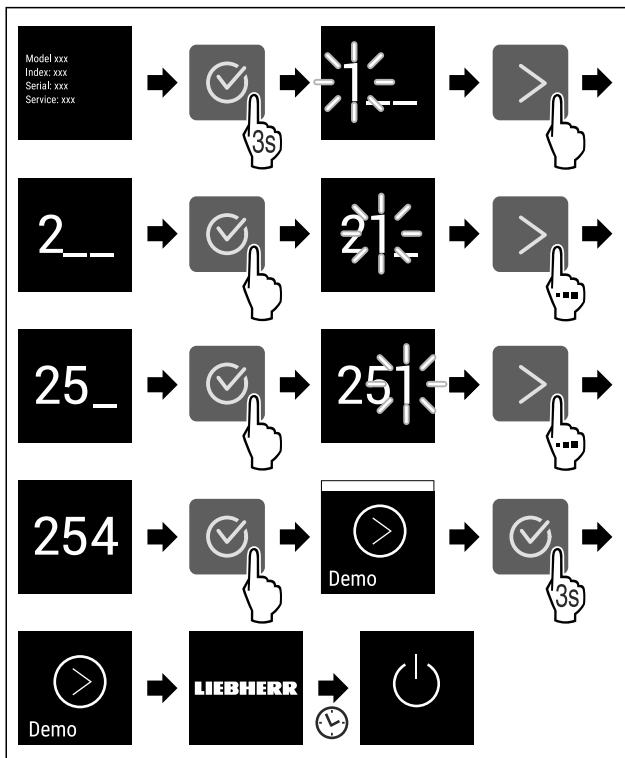 Model xxx
Index: xxx
Serial: xxx
Service: xxx
3s
1__
2__
21_
25_
251
254
Demo
3s
Demo
LIEBHERR